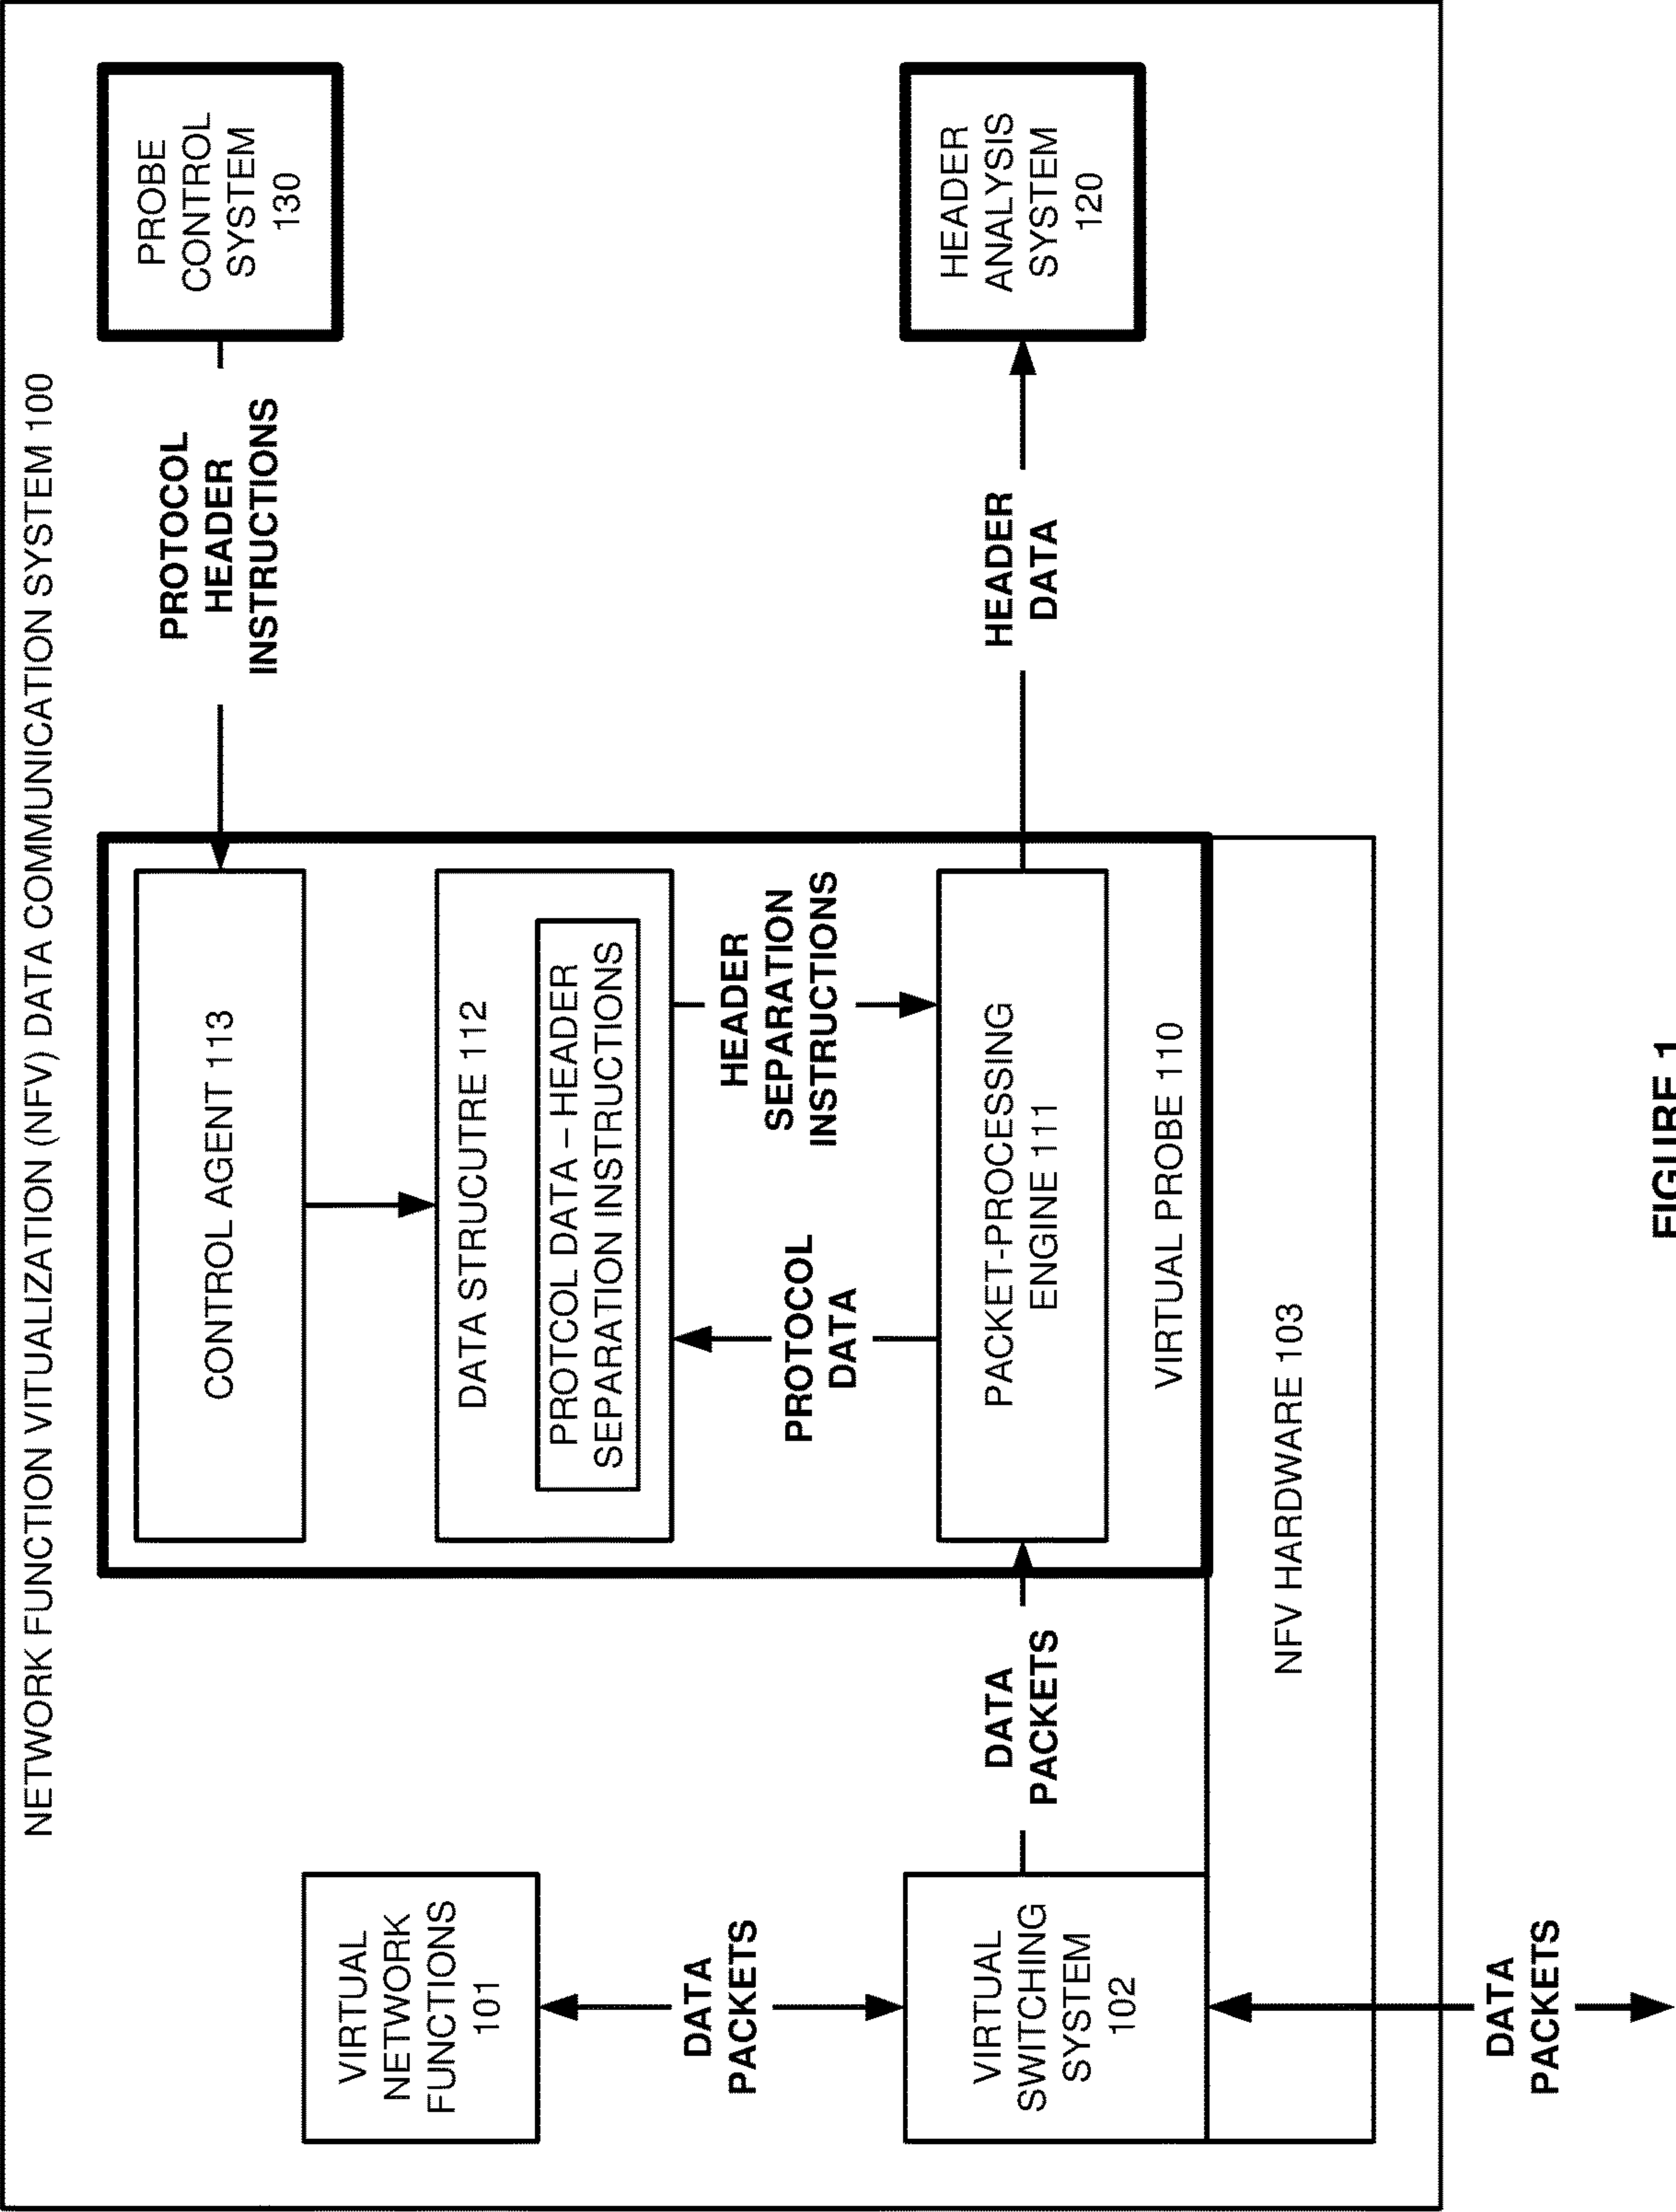 NETWORK FUNCTION VITUALIZATION (NFV) DATA COMMUNICATION SYSTEM 100
VIRTUAL
NETWORK
FUNCTIONS
101
DATA
PACKETS
VIRTUAL
SWITCHING
SYSTEM
102
DATA
PACKETS
CONTROL AGENT 113
DATA STRUCUTRE 112
PROTCOL DATA – HEADER
SEPARATION INSTRUCTIONS
PROTOCOL
DATA
HEADER
SEPARATION
INSTRUCTIONS
PACKET-PROCESSING
ENGINE 111
VIRTUAL PROBE 110
NFV HARDWARE 103
PROTOCOL
HEADER
INSTRUCTIONS
PROBE
CONTROL
SYSTEM
130
HEADER
DATA
HEADER
ANALYSIS
SYSTEM
120
DATA
PACKETS
FIGURE 1